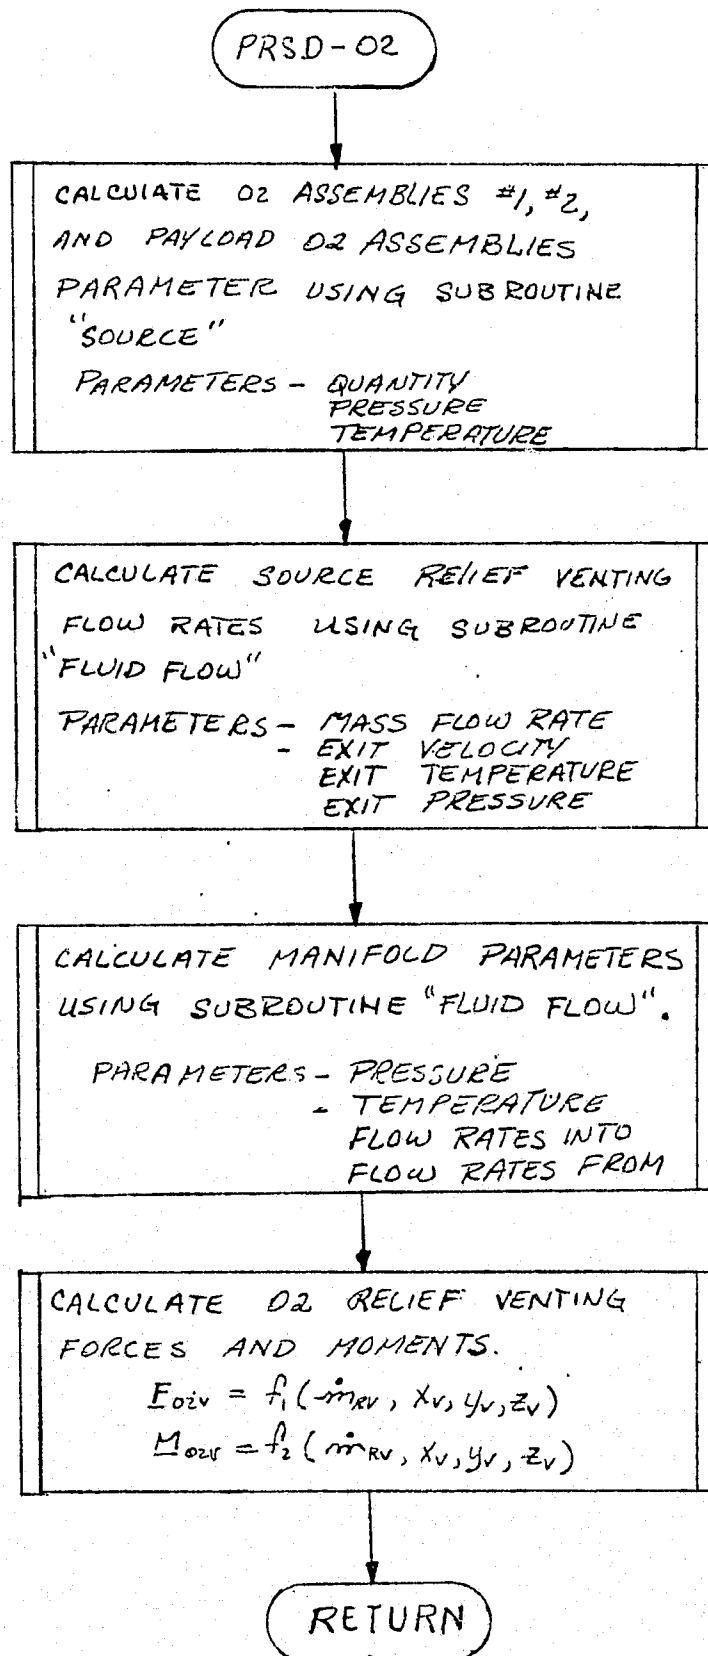 PRSD-O2
CALCULATE O2 ASSEMBLIES #1, #2,
AND PAYLOAD O2 ASSEMBLIES
PARAMETER USING SUBROUTINE
"SOURCE"
PARAMETERS - QUANTITY
PRESSURE
TEMPERATURE
CALCULATE SOURCE RELIEF VENTING
FLOW RATES USING SUBROUTINE
"FLUID FLOW"
PARAMETERS - MASS FLOW RATE
- EXIT VELOCITY
EXIT TEMPERATURE
EXIT PRESSURE
CALCULATE MANIFOLD PARAMETERS
USING SUBROUTINE "FLUID FLOW".
PARAMETERS - PRESSURE
- TEMPERATURE
FLOW RATES INTO
FLOW RATES FROM
CALCULATE O2 RELIEF VENTING
FORCES AND MOMENTS.
F̲_O2V = f₁(ṁ_RV, X_V, Y_V, Z_V)
M̲_O2V = f₂(ṁ_RV, X_V, Y_V, Z_V)
RETURN